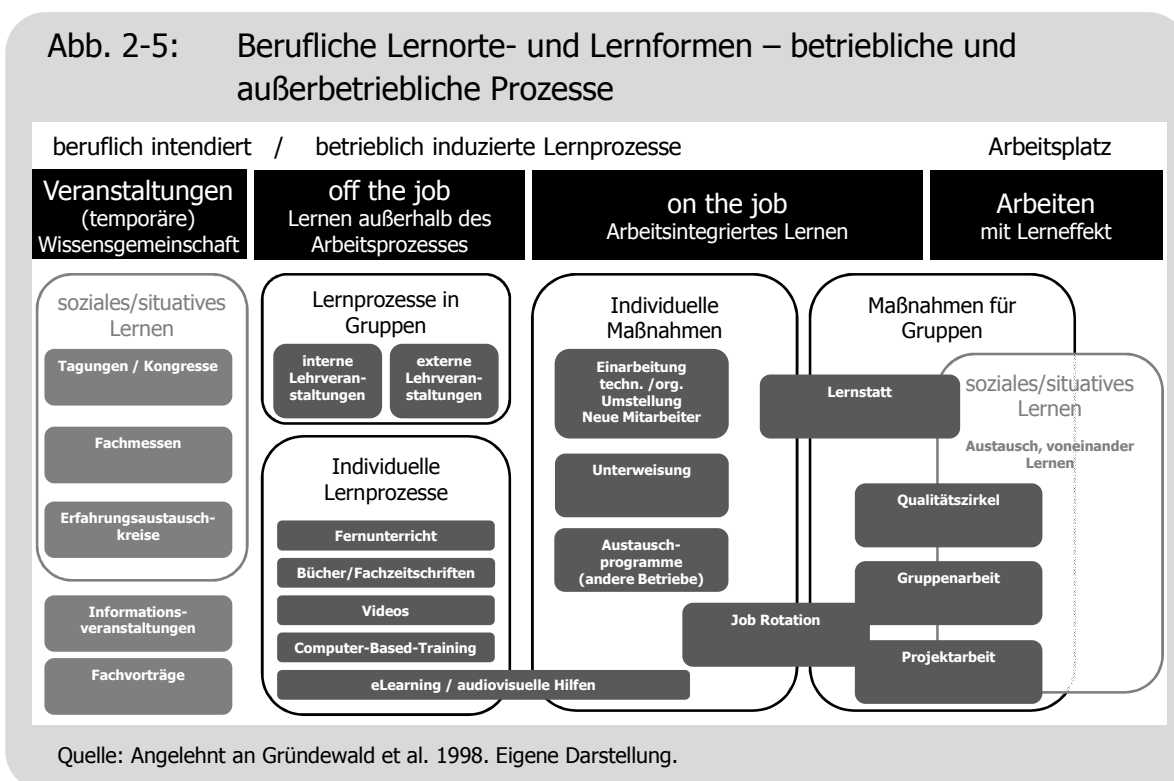 Abb. 2-5: Berufliche Lernorte- und Lernformen – betriebliche und
außerbetriebliche Prozesse
beruflich intendiert / betrieblich induzierte Lernprozesse
Arbeitsplatz
Veranstaltungen
(temporäre)
Wissensgemeinschaft
off the job
Lernen außerhalb des
Arbeitsprozesses
on the job
Arbeitsintegriertes Lernen
Arbeiten
mit Lerneffekt
soziales/situatives
Lernen
Tagungen / Kongresse
Fachmessen
Erfahrungsaustausch-
kreise
Informations-
veranstaltungen
Fachvorträge
Lernprozesse in
Gruppen
interne
Lehrveran-
staltungen
externe
Lehrveran-
staltungen
Individuelle
Lernprozesse
Fernunterricht
Bücher/Fachzeitschriften
Videos
Computer-Based-Training
eLearning / audiovisuelle Hilfen
Individuelle
Maßnahmen
Einarbeitung
techn. /org.
Umstellung
Neue Mitarbeiter
Unterweisung
Austausch-
programme
(andere Betriebe)
Job Rotation
Maßnahmen für
Gruppen
Lernstatt
soziales/situatives
Lernen
Austausch, voneinander
Lernen
Qualitätszirkel
Gruppenarbeit
Projektarbeit
Quelle: Angelehnt an Gründewald et al. 1998. Eigene Darstellung.